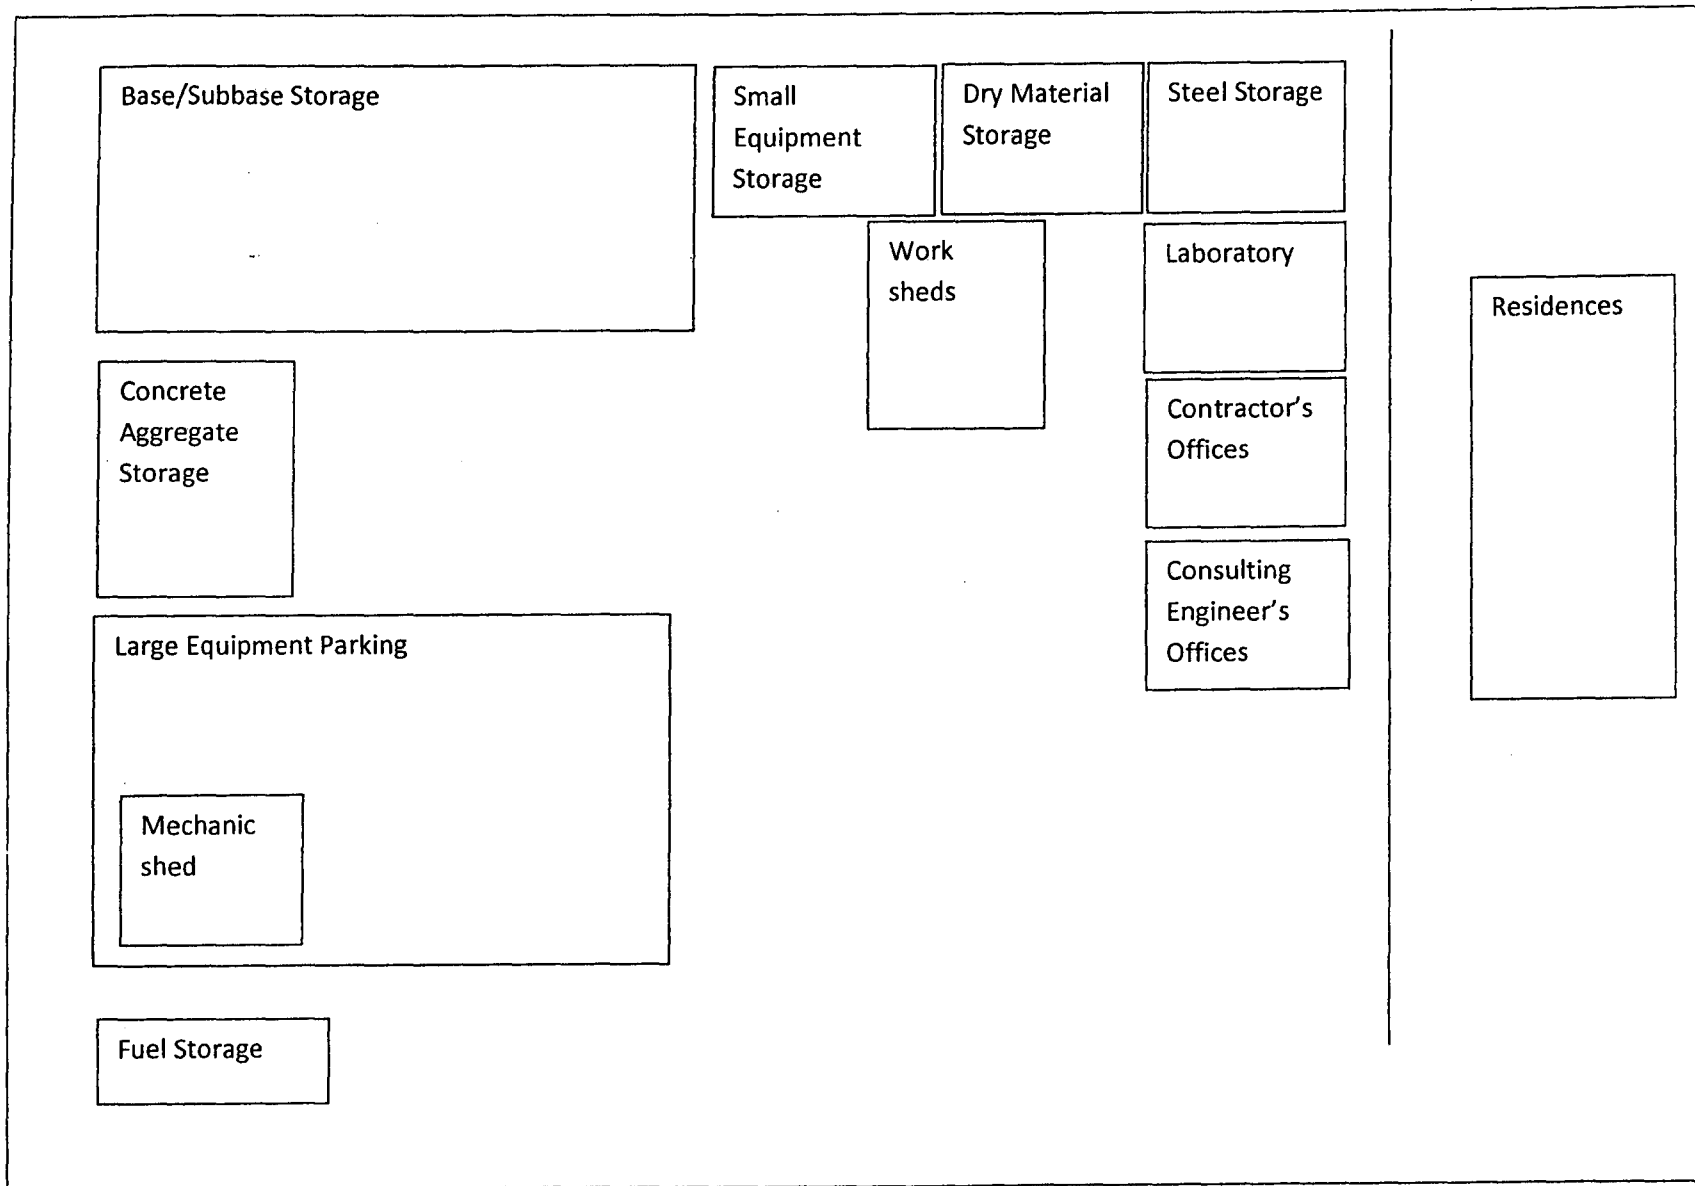 Base/Subbase Storage
Small
Equipment
Storage
Dry Material
Storage
Steel Storage
Work
sheds
Laboratory
Residences
Concrete
Aggregate
Storage
Contractor's
Offices
Consulting
Engineer's
Offices
Large Equipment Parking
Mechanic
shed
Fuel Storage